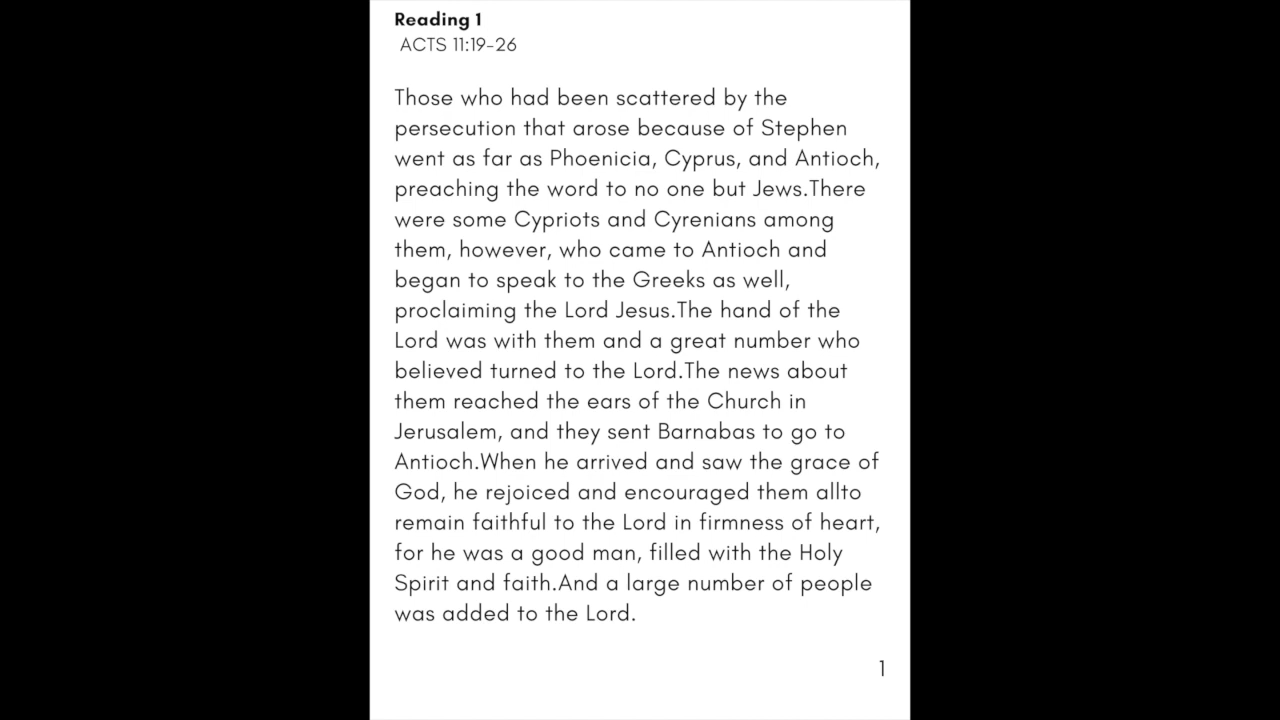 Reading 1
ACTS 11:19-26
Those who had been scattered by the
persecution that arose because of Stephen
went as far as Phoenicia, Cyprus, and Antioch,
preaching the word to no one but Jews.There
were some Cypriots and Cyrenians among
them, however, who came to Antioch and
began to speak to the Greeks as well,
proclaiming the Lord Jesus.The hand of the
Lord was with them and a great number who
believed turned to the Lord.The news about
them reached the ears of the Church in
Jerusalem, and they sent Barnabas to go to
Antioch.When he arrived and saw the grace of
God, he rejoiced and encouraged them allto
remain faithful to the Lord in firmness of heart,
for he was a good man, filled with the Holy
Spirit and faith.And a large number of people
was added to the Lord.
1